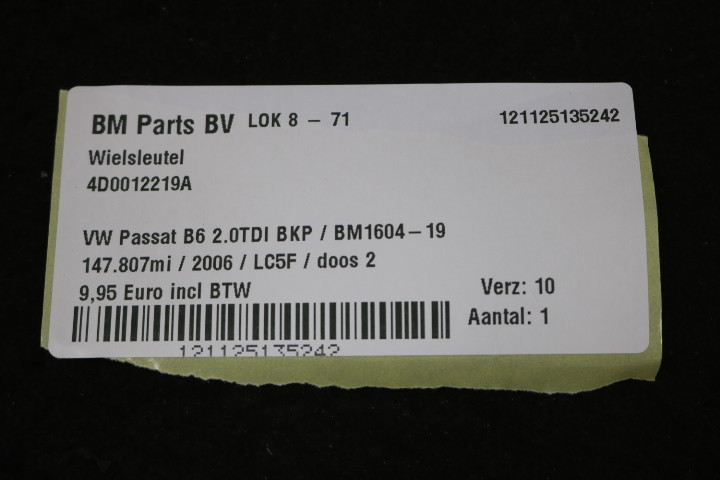 BM Parts BV LOK 8 – 71 121125135242
Wielsleutel
4D0012219A
VW Passat B6 2.0TDI BKP / BM1604–19
147.807mi / 2006 / LC5F / doos 2
9,95 Euro incl BTW Verz: 10
Aantal: 1
121125135242